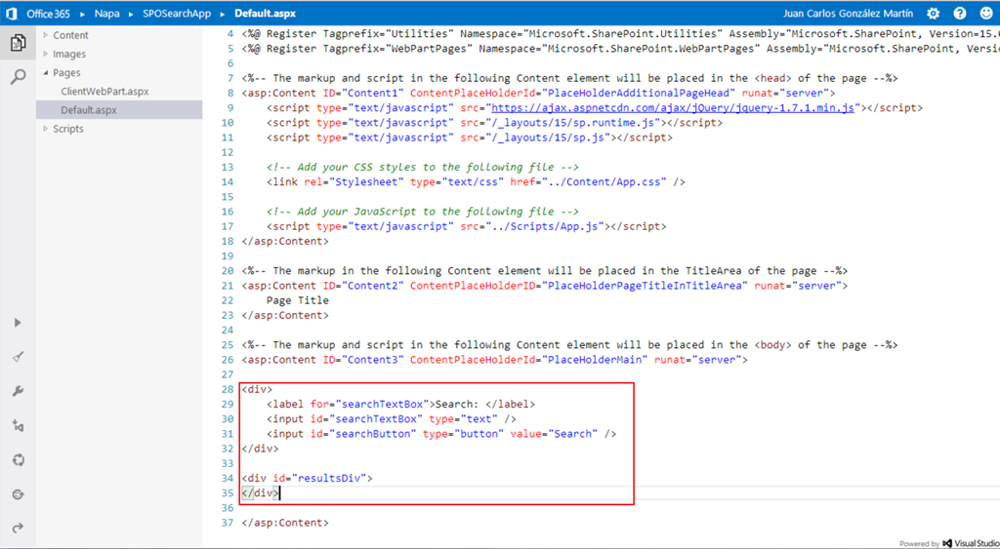 Office365 Napa SPOSearchApp Default.aspx Juan Carlos González Martín
Content
Images
Pages
ClientWebPart.aspx
Default.aspx
Scripts
4 <%@ Register Tagprefix="Utilities" Namespace="Microsoft.SharePoint.Utilities" Assembly="Microsoft.SharePoint, Version=15.
5 <%@ Register Tagprefix="WebPartPages" Namespace="Microsoft.SharePoint.WebPartPages" Assembly="Microsoft.SharePoint, Versi
6
7 <%-- The markup and script in the following Content element will be placed in the <head> of the page --%>
8 <asp:Content ID="Content1" ContentPlaceHolderId="PlaceHolderAdditionalPageHead" runat="server">
9 <script type="text/javascript" src="https://ajax.aspnetcdn.com/ajax/jQuery/jquery-1.7.1.min.js"></script>
10 <script type="text/javascript" src="/_layouts/15/sp.runtime.js"></script>
11 <script type="text/javascript" src="/_layouts/15/sp.js"></script>
12
13 <!-- Add your CSS styles to the following file -->
14 <link rel="Stylesheet" type="text/css" href="../Content/App.css" />
15
16 <!-- Add your JavaScript to the following file -->
17 <script type="text/javascript" src="../Scripts/App.js"></script>
18 </asp:Content>
19
20 <%-- The markup in the following Content element will be placed in the TitleArea of the page --%>
21 <asp:Content ID="Content2" ContentPlaceHolderID="PlaceHolderPageTitleInTitleArea" runat="server">
22 Page Title
23 </asp:Content>
24
25 <%-- The markup and script in the following Content element will be placed in the <body> of the page --%>
26 <asp:Content ID="Content3" ContentPlaceHolderId="PlaceHolderMain" runat="server">
27
28 <div>
29 <label for="searchTextBox">Search: </label>
30 <input id="searchTextBox" type="text" />
31 <input id="searchButton" type="button" value="Search" />
32 </div>
33
34 <div id="resultsDiv">
35 </div>
36
37 </asp:Content>
Powered by Visual Studio